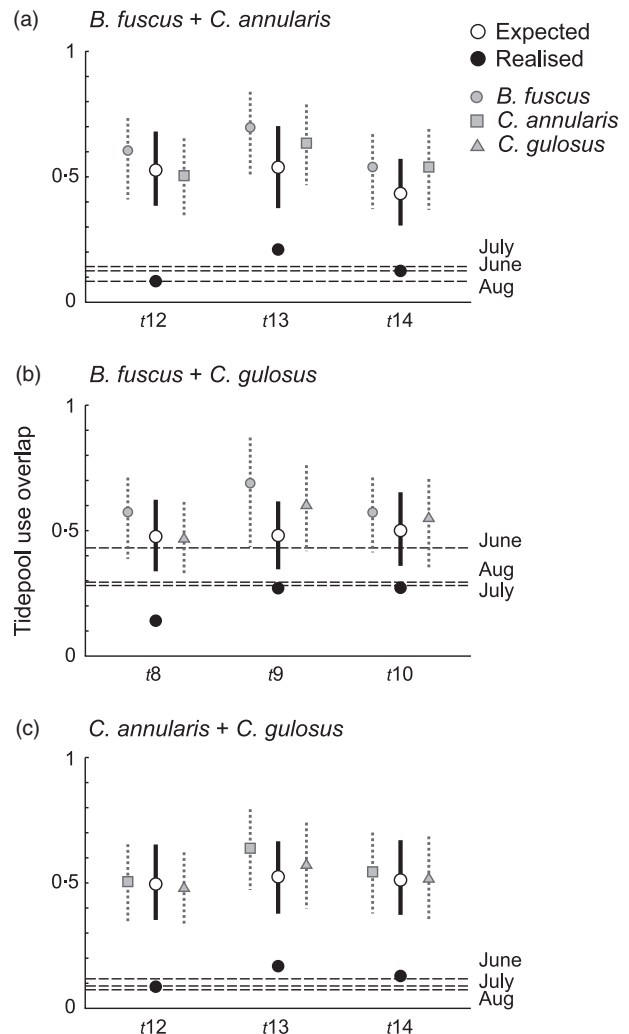 (a) B. fuscus + C. annularis
Expected
Realised
B. fuscus
C. annularis
C. gulosus
1
0·5
0
July
June
Aug
t12 t13 t14
(b) B. fuscus + C. gulosus
1
0·5
0
June
Aug
July
t8 t9 t10
Tidepool use overlap
(c) C. annularis + C. gulosus
1
0·5
0
June
July
Aug
t12 t13 t14